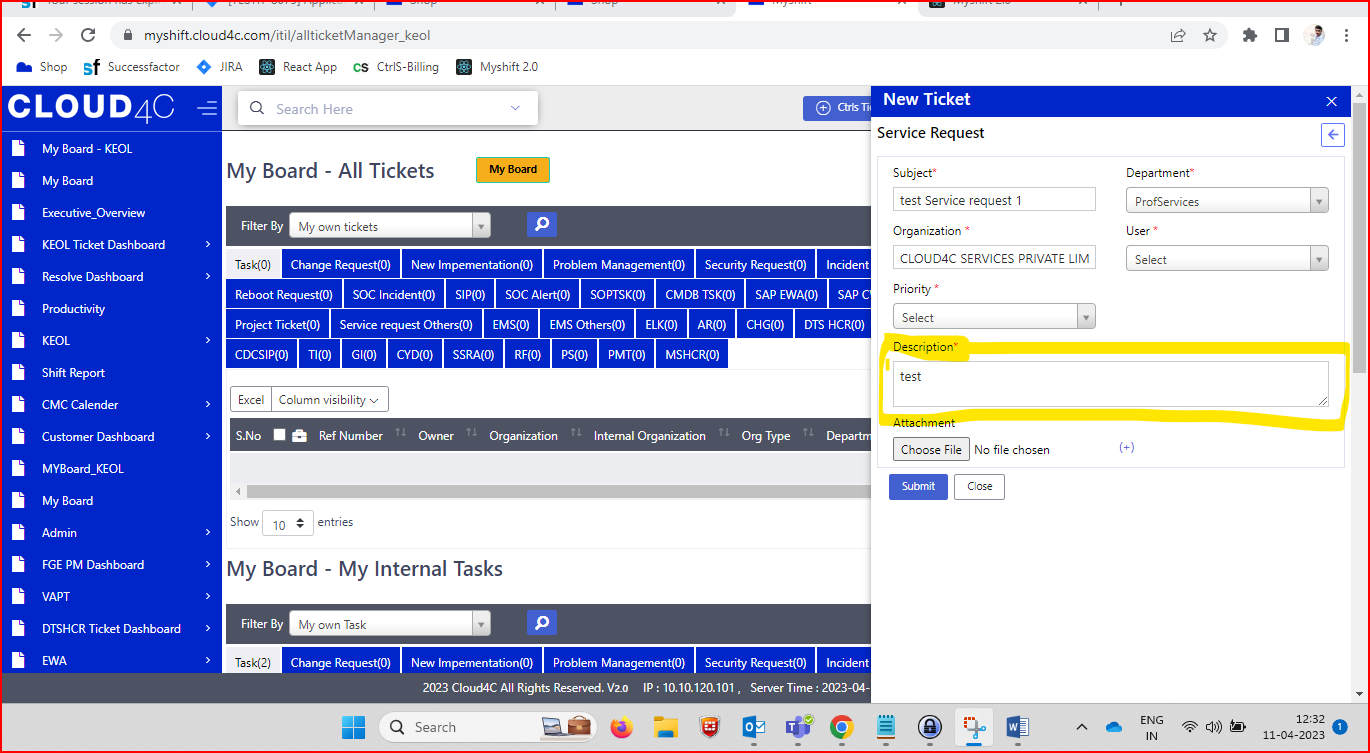 myshift.cloud4c.com/itil/allticketManager_keol
Shop Successfactor JIRA React App CS CtrlS-Billing Myshift 2.0
CLOUD4C
Search Here
My Board - KEOL
My Board
Executive_Overview
KEOL Ticket Dashboard
Resolve Dashboard
Productivity
KEOL
Shift Report
CMC Calender
Customer Dashboard
MYBoard_KEOL
My Board
Admin
FGE PM Dashboard
VAPT
DTSHCR Ticket Dashboard
EWA
My Board - All Tickets My Board
Filter By My own tickets
Task(0) Change Request(0) New Impementation(0) Problem Management(0) Security Request(0) Incident
Reboot Request(0) SOC Incident(0) SIP(0) SOC Alert(0) SOPTSK(0) CMDB TSK(0) SAP EWA(0)
Project Ticket(0) Service request Others(0) EMS(0) EMS Others(0) ELK(0) AR(0) CHG(0) DTS HCR(0)
CDCSIP(0) TI(0) GI(0) CYD(0) SSRA(0) RF(0) PS(0) PMT(0) MSHCR(0)
Excel Column visibility
S.No Ref Number Owner Organization Internal Organization Org Type Departm
Show 10 entries
My Board - My Internal Tasks
Filter By My own Task
Task(2) Change Request(0) New Impementation(0) Problem Management(0) Security Request(0) Incident
2023 Cloud4C All Rights Reserved. V2.0 IP : 10.10.120.101 , Server Time : 2023-04-
Ctrls Ti
New Ticket
Service Request
Subject* Department*
test Service request 1 ProfServices
Organization * User *
CLOUD4C SERVICES PRIVATE LIM Select
Priority *
Select
Description*
test
Attachment
Choose File No file chosen (+)
Submit Close
Search
ENG
IN
12:32
11-04-2023
1